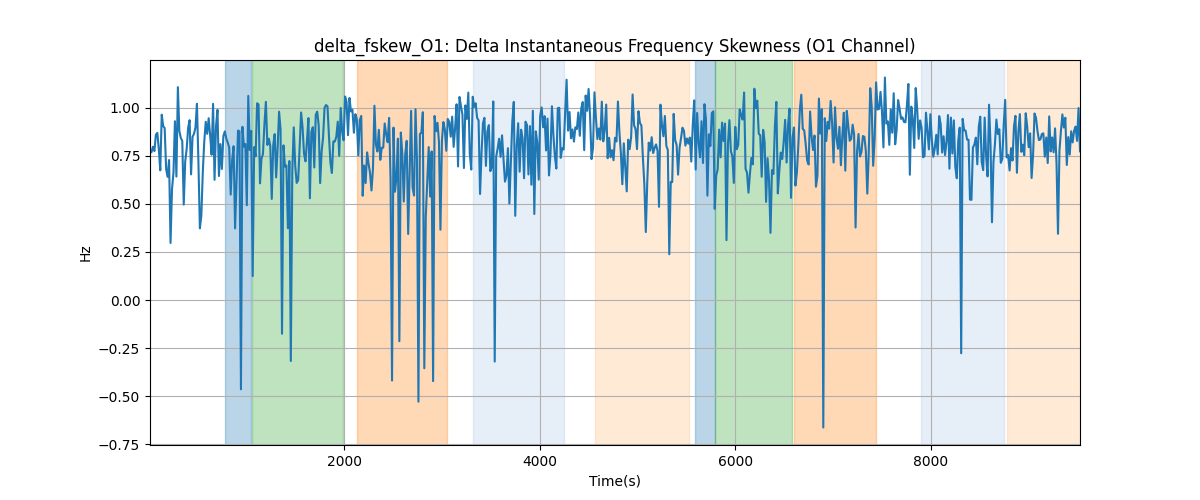 delta_fskew_O1: Delta Instantaneous Frequency Skewness (O1 Channel)
1.00
0.75
0.50
0.25
0.00
−0.25
−0.50
−0.75
Hz
2000 4000 6000 8000
Time(s)